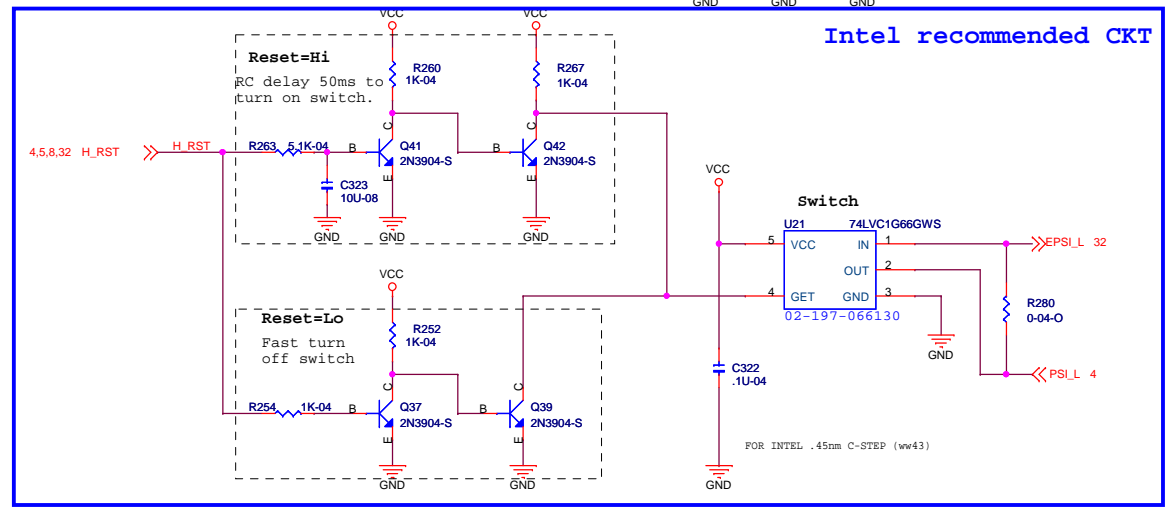 GND GND GND
Intel recommended CKT
VCC VCC
Reset=Hi
RC delay 50ms to
turn on switch.
R260
1K-04
R267
1K-04
4,5,8,32 H_RST
H_RST
R263 5.1K-04
B
C
E
Q41
2N3904-S
B
C
E
Q42
2N3904-S
C323
10U-08
GND GND GND
VCC
Switch
U21 74LVC1G66GWS
5 VCC IN 1
OUT 2
4 GET GND 3
02-197-066130
EPSI_L 32
R280
0-04-O
GND
PSI_L 4
VCC
Reset=Lo
Fast turn
off switch
R252
1K-04
R254 1K-04
B
C
E
Q37
2N3904-S
B
C
E
Q39
2N3904-S
C322
.1U-04
FOR INTEL .45nm C-STEP (ww43)
GND GND GND